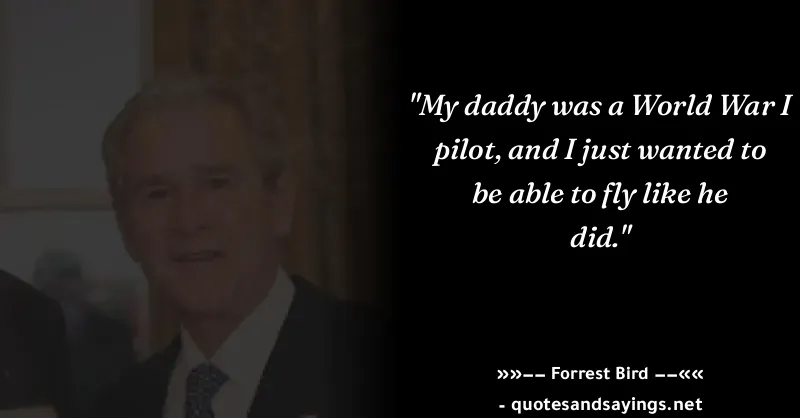 "My daddy was a World War I
pilot, and I just wanted to
be able to fly like he
did."
»»−− Forrest Bird −−««
- quotesandsayings.net